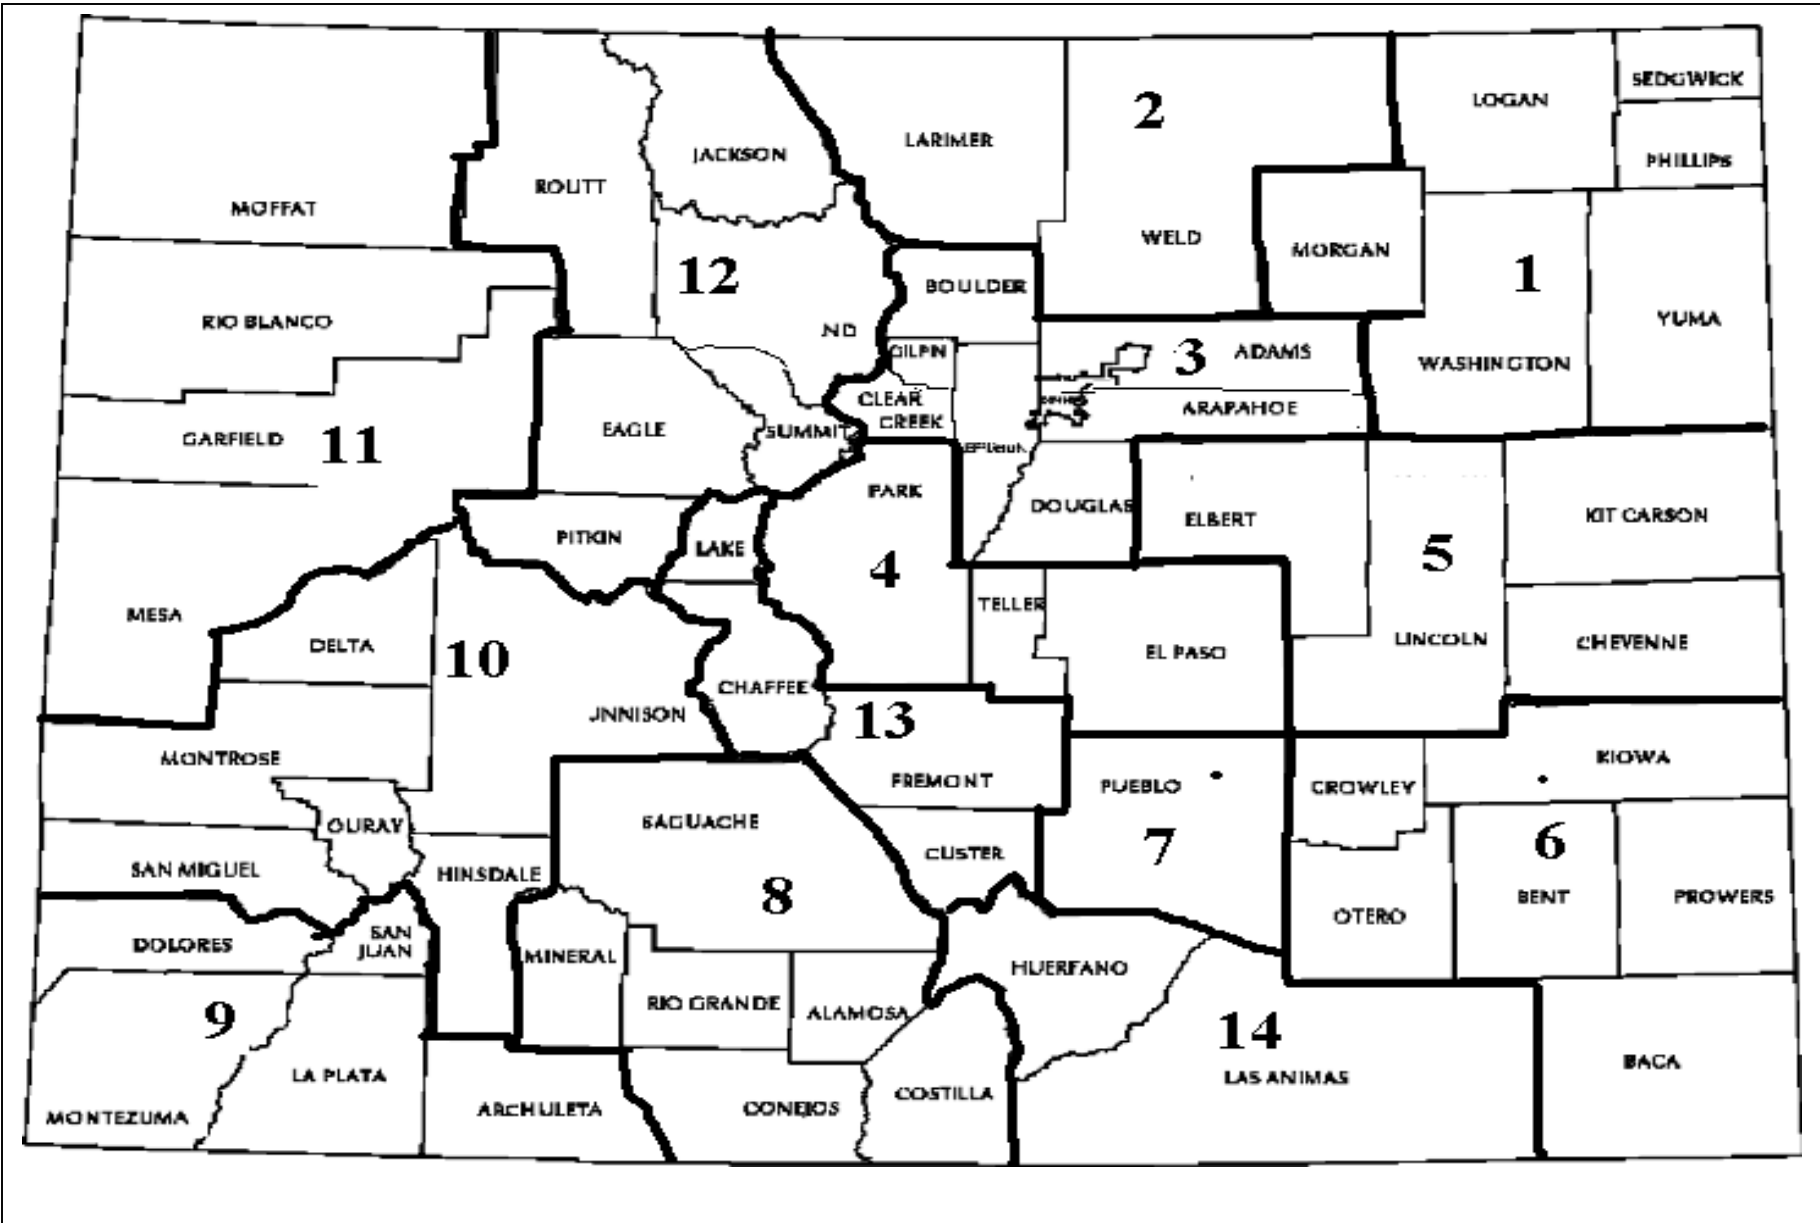 SEDGWICK
LOGAN
2
LARIMER
JACKSON
PHILLIPS
ROUTT
MOFFAT
WELD
MORGAN
12
1
BOULDER
RIO BLANCO
ND
YUMA
GILPIN
3
ADAMS
WASHINGTON
CLEAR
CREEK
ARAPAHOE
EAGLE
SUMMIT
GARFIELD
11
PARK
DOUGLAS
ELBERT
KIT CARSON
PITKIN
LAKE
4
5
TELLER
MESA
DELTA
10
EL PASO
LINCOLN
CHEYENNE
CHAFFEE
UNNISON
13
MONTROSE
FREMONT
PUEBLO
CROWLEY
KIOWA
OURAY
SAGUACHE
7
6
CUSTER
SAN MIGUEL
HINSDALE
8
BENT
PROWERS
OTERO
SAN
JUAN
DOLORES
MINERAL
HUERFANO
RIO GRANDE
ALAMOSA
9
14
LA PLATA
LAS ANIMAS
BACA
MONTEZUMA
ARCHULETA
CONEJOS
COSTILLA